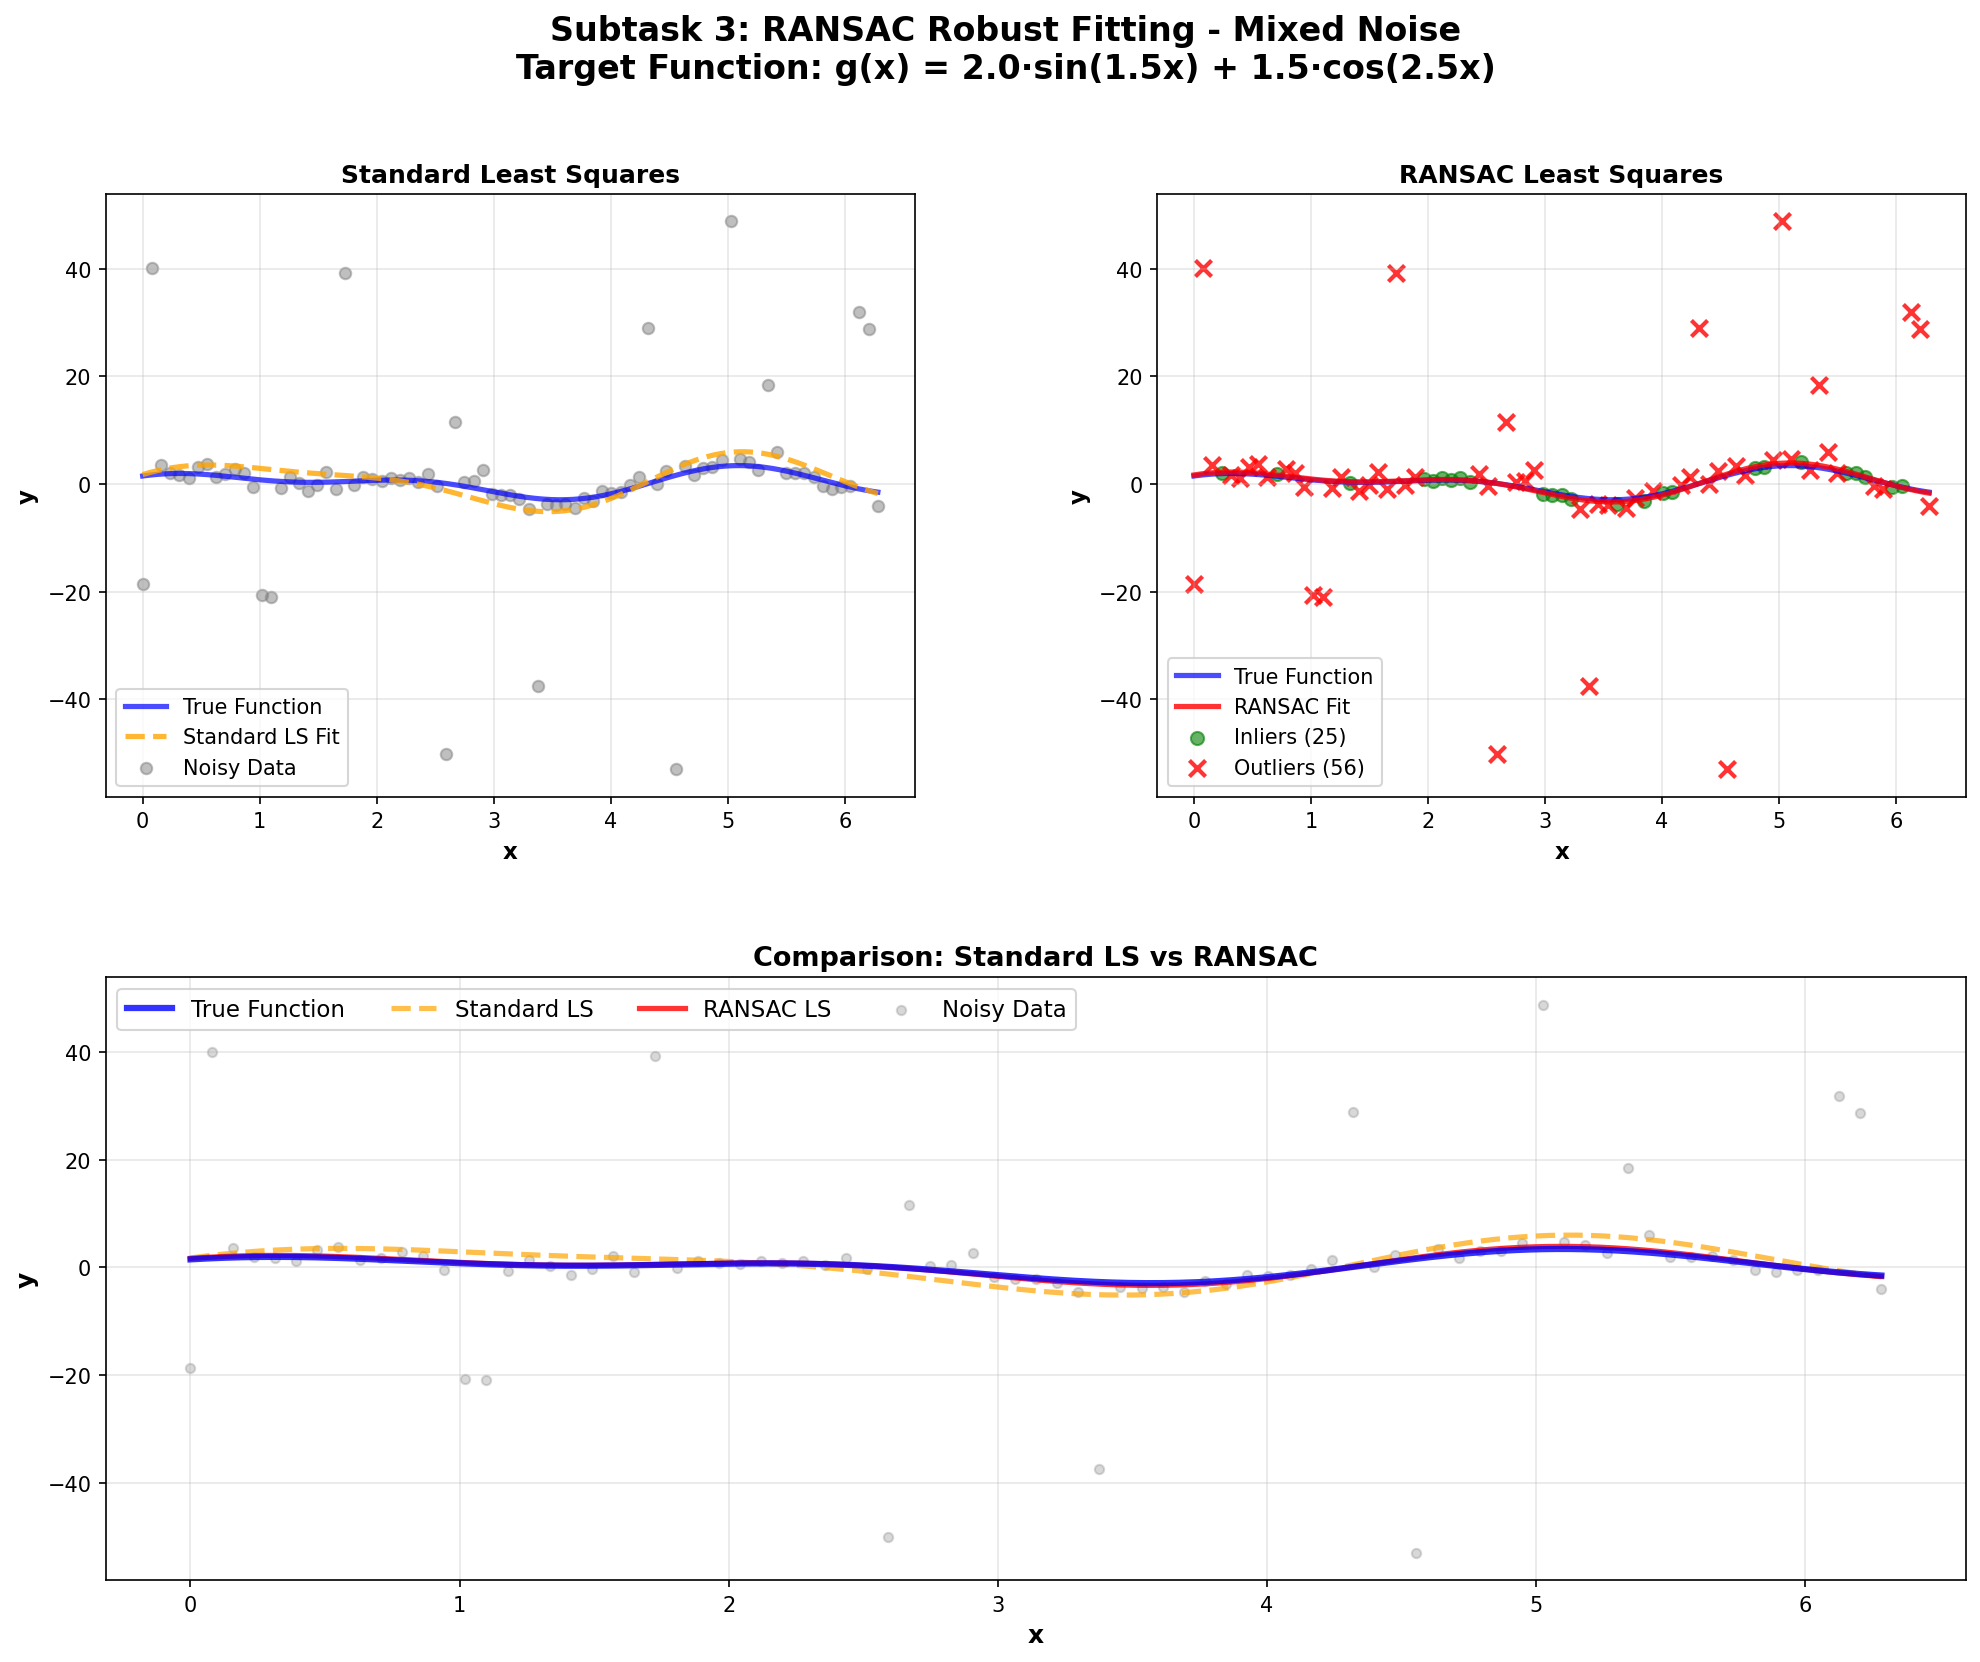 Subtask 3: RANSAC Robust Fitting - Mixed Noise
Target Function: g(x) = 2.0·sin(1.5x) + 1.5·cos(2.5x)
Standard Least Squares
40
20
0
−20
−40
y
True Function
Standard LS Fit
Noisy Data
0 1 2 3 4 5 6
x
RANSAC Least Squares
40
20
0
−20
−40
y
True Function
RANSAC Fit
Inliers (25)
Outliers (56)
0 1 2 3 4 5 6
x
Comparison: Standard LS vs RANSAC
True Function Standard LS RANSAC LS Noisy Data
40
20
0
−20
−40
y
0 1 2 3 4 5 6
x